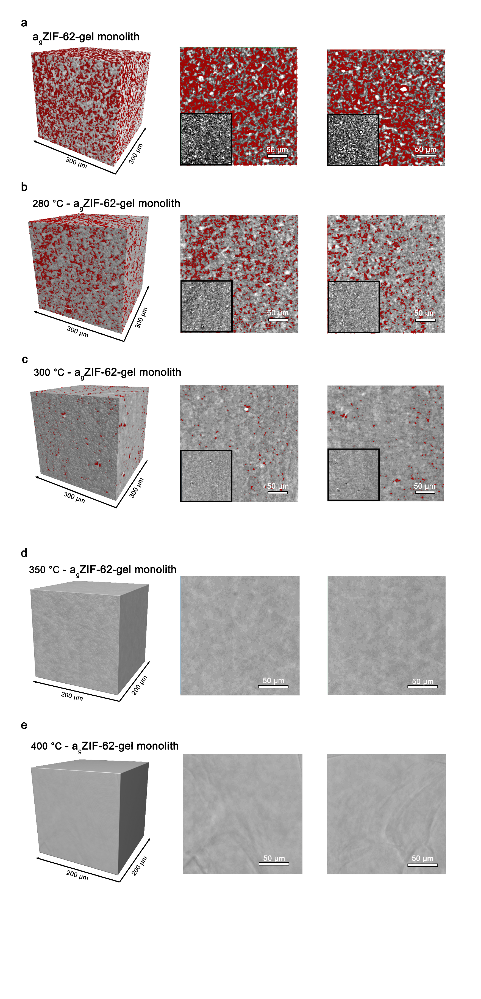 a
agZIF-62-gel monolith
300 µm
300 µm
50 µm
50 µm
b
280 °C - agZIF-62-gel monolith
300 µm
300 µm
50 µm
50 µm
c
300 °C - agZIF-62-gel monolith
300 µm
300 µm
50 µm
50 µm
d
350 °C - agZIF-62-gel monolith
200 µm
200 µm
50 µm
50 µm
e
400 °C - agZIF-62-gel monolith
200 µm
200 µm
50 µm
50 µm